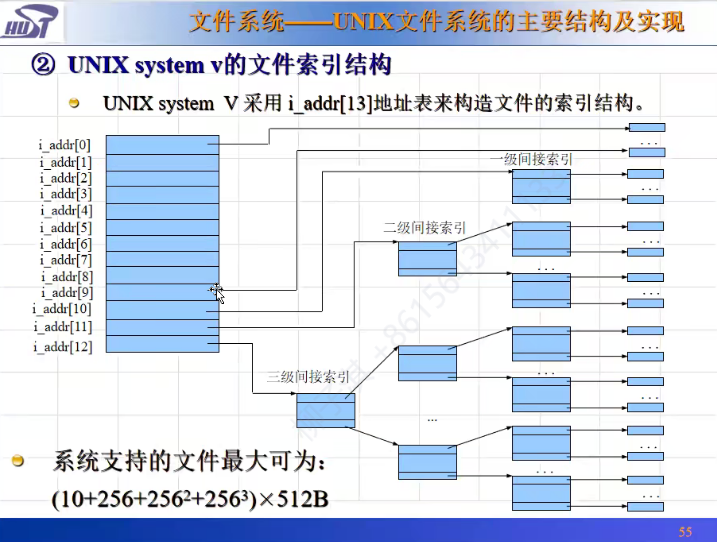 HUST
文件系统——UNIX文件系统的主要结构及实现
② UNIX system v的文件索引结构
UNIX system V 采用 i_addr[13]地址表来构造文件的索引结构。
i_addr[0]
i_addr[1]
i_addr[2]
i_addr[3]
i_addr[4]
i_addr[5]
i_addr[6]
i_addr[7]
i_addr[8]
i_addr[9]
i_addr[10]
i_addr[11]
i_addr[12]
一级间接索引
二级间接索引
三级间接索引
系统支持的文件最大可为:
(10+256+256²+256³)×512B
55